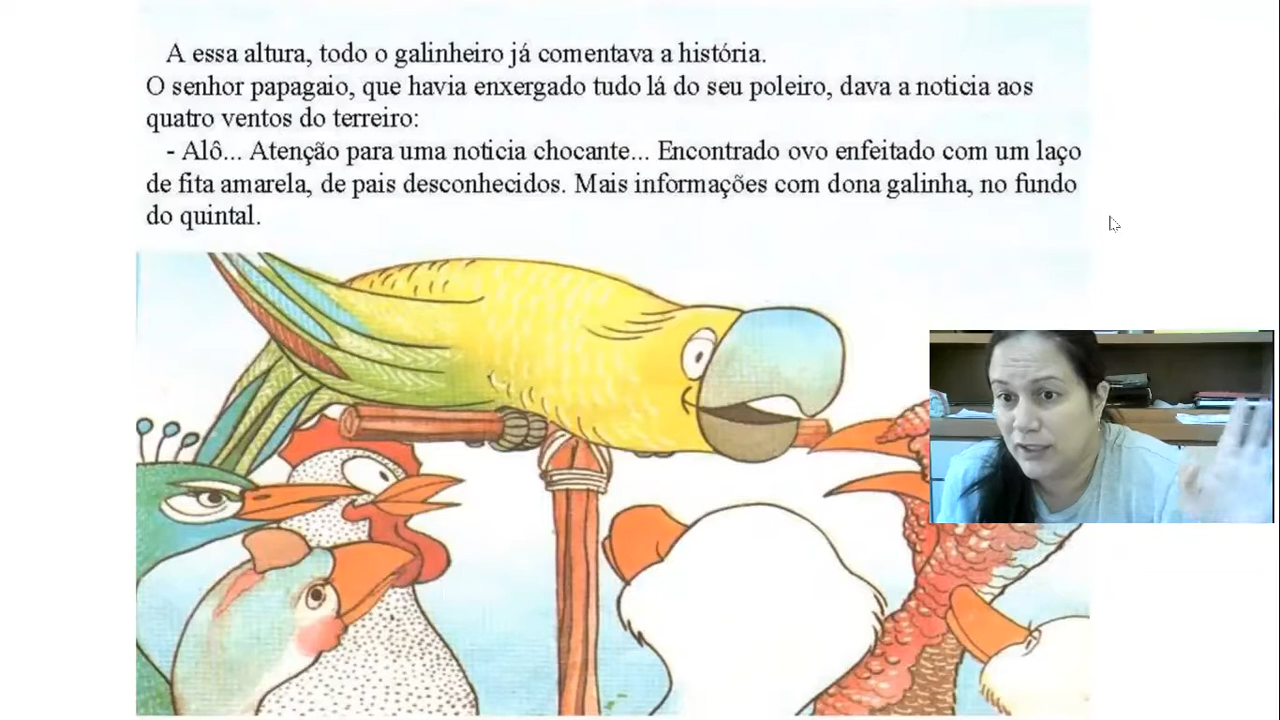 A essa altura, todo o galinheiro já comentava a história.
O senhor papagaio, que havia enxergado tudo lá do seu poleiro, dava a noticia aos
quatro ventos do terreiro:
- Alô... Atenção para uma noticia chocante... Encontrado ovo enfeitado com um laço
de fita amarela, de pais desconhecidos. Mais informações com dona galinha, no fundo
do quintal.